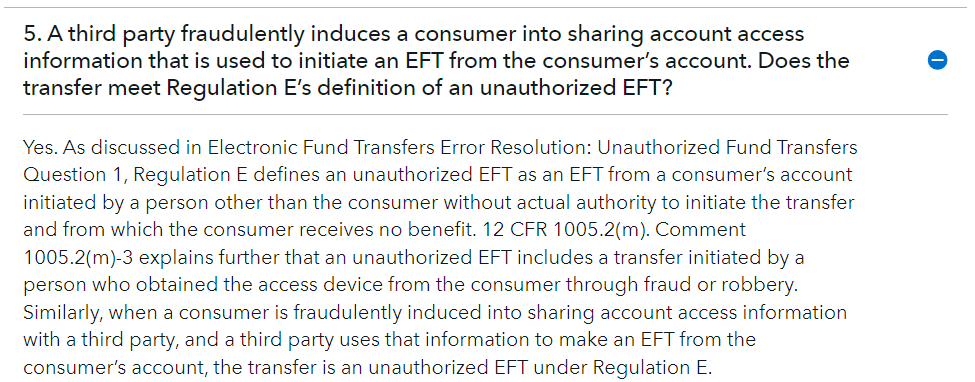 5. A third party fraudulently induces a consumer into sharing account access
information that is used to initiate an EFT from the consumer’s account. Does the
transfer meet Regulation E’s definition of an unauthorized EFT?
Yes. As discussed in Electronic Fund Transfers Error Resolution: Unauthorized Fund Transfers
Question 1, Regulation E defines an unauthorized EFT as an EFT from a consumer’s account
initiated by a person other than the consumer without actual authority to initiate the transfer
and from which the consumer receives no benefit. 12 CFR 1005.2(m). Comment
1005.2(m)-3 explains further that an unauthorized EFT includes a transfer initiated by a
person who obtained the access device from the consumer through fraud or robbery.
Similarly, when a consumer is fraudulently induced into sharing account access information
with a third party, and a third party uses that information to make an EFT from the
consumer’s account, the transfer is an unauthorized EFT under Regulation E.